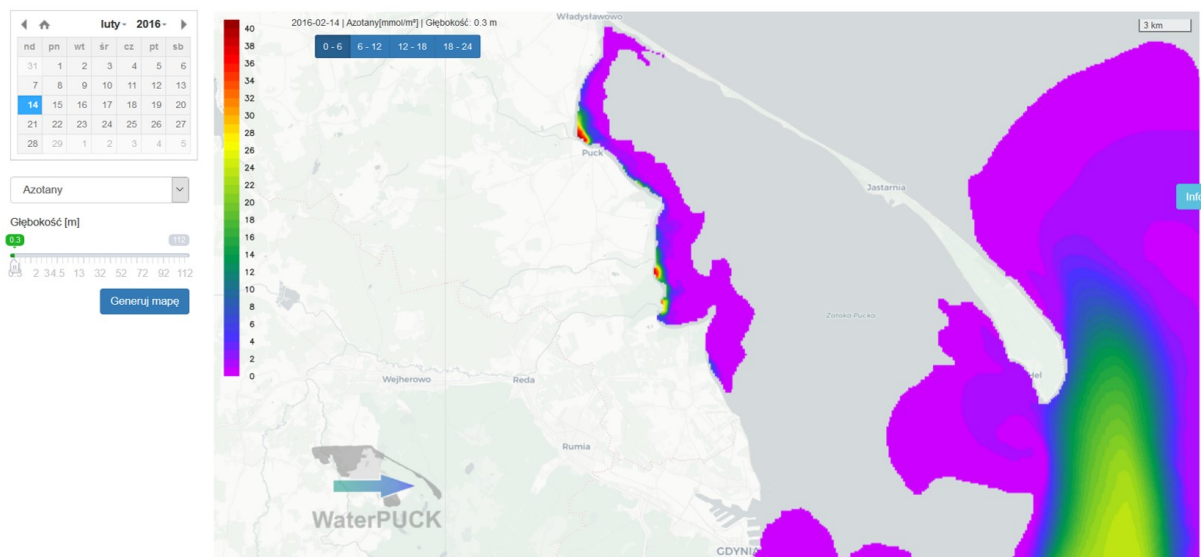 luty 2016
nd pn wt śr cz pt sb
31 1 2 3 4 5 6
7 8 9 10 11 12 13
14 15 16 17 18 19 20
21 22 23 24 25 26 27
28 29 1 2 3 4 5
Azotany
Głębokość [m]
0.3 112
0.3 2 34.5 13 32 52 72 92 112
Generuj mapę
2016-02-14 | Azotany[mmol/m³] | Głębokość: 0.3 m
0 - 6 6 - 12 12 - 18 18 - 24
40
38
36
34
32
30
28
26
24
22
20
18
16
14
12
10
8
6
4
2
0
Władysławowo
3 km
Puck
Jastarnia
Info
Zatoka Pucka
Hel
Wejherowo
Reda
Rumia
WaterPUCK
GDYNIA